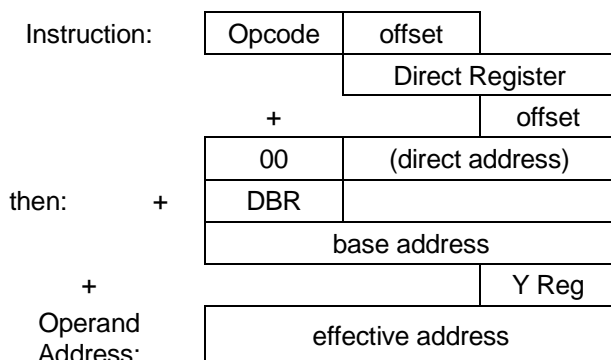 Instruction: Opcode offset
Direct Register
+ offset
00 (direct address)
then: + DBR
base address
+ Y Reg
Operand
effective address
Address: